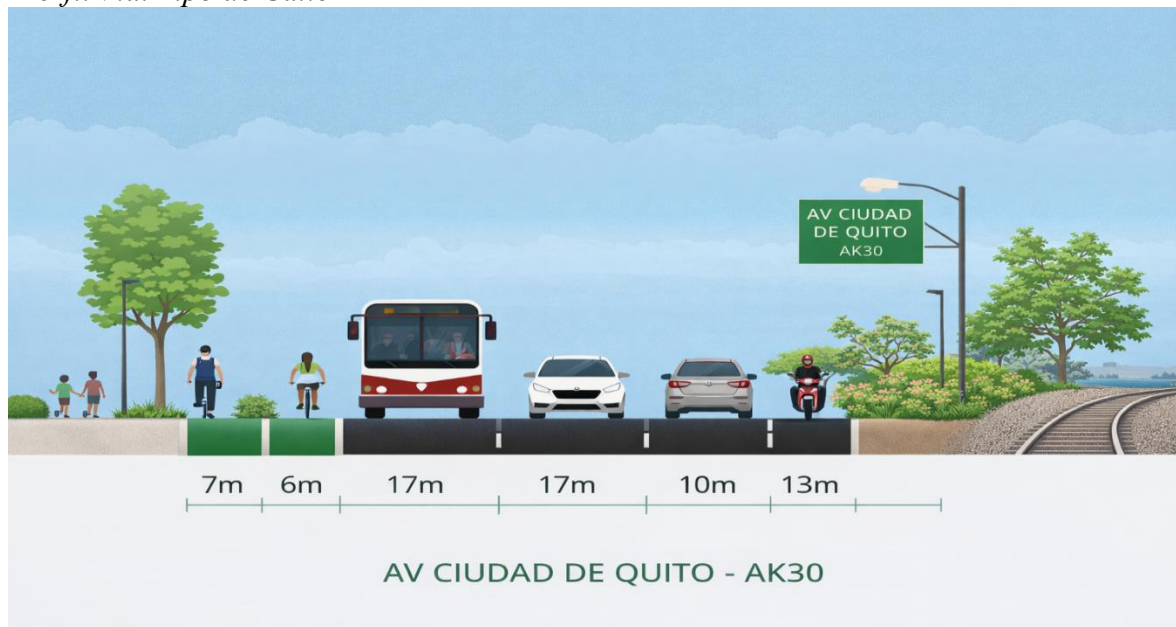 AV CIUDAD
DE QUITO
AK30
7m 6m 17m 17m 10m 13m
AV CIUDAD DE QUITO - AK30